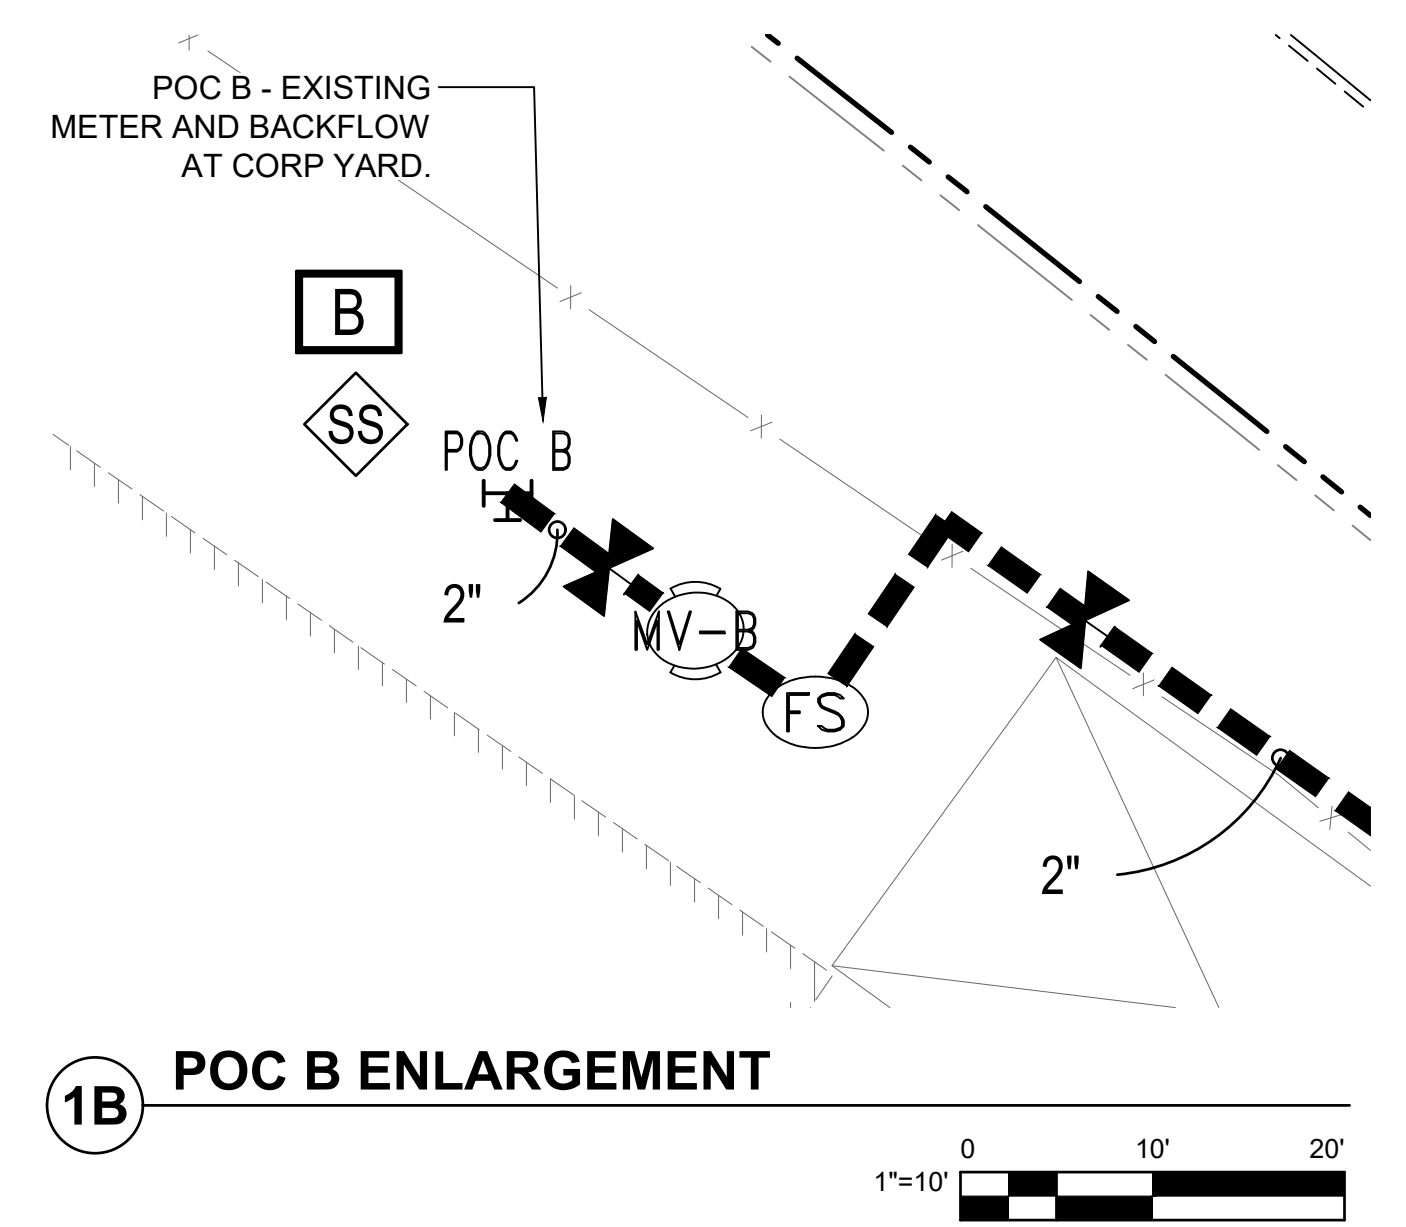 POC B - EXISTING
METER AND BACKFLOW
AT CORP YARD.
B
SS
POC B
2"
MV-B
FS
2"
1B
POC B ENLARGEMENT
0 10' 20'
1"=10'